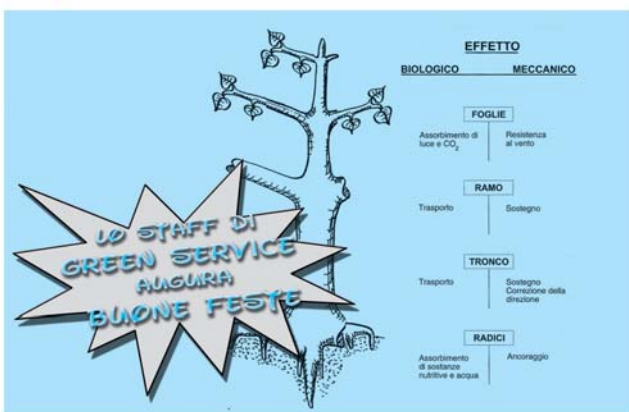 EFFETTO
BIOLOGICO MECCANICO
FOGLIE
Assorbimento di
luce e CO2
Resistenza
al vento
RAMO
Trasporto
Sostegno
TRONCO
Trasporto
Sostegno
Correzione della
direzione
RADICI
Assorbimento
di sostanze
nutritive e acqua
Ancoraggio
LO STAFF DI
GREEN SERVICE
AUGURA
BUONE FESTE